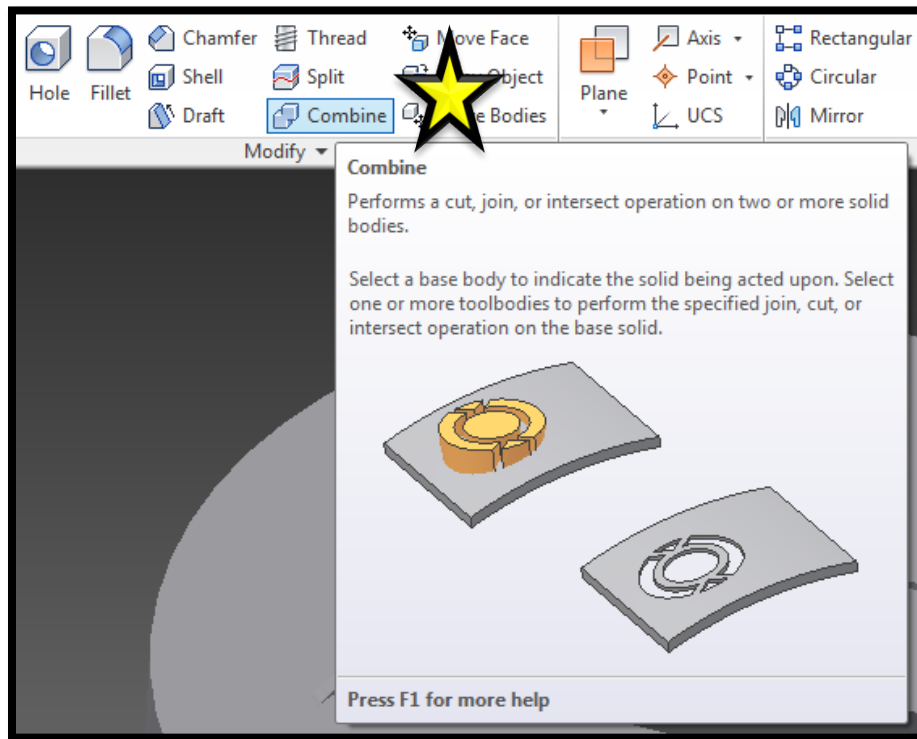 Chamfer Thread Move Face Axis Rectangular
Hole Fillet Shell Split Object Plane Point Circular
Draft Combine Bodies UCS Mirror
Modify
Combine
Performs a cut, join, or intersect operation on two or more solid
bodies.
Select a base body to indicate the solid being acted upon. Select
one or more toolbodies to perform the specified join, cut, or
intersect operation on the base solid.
Press F1 for more help